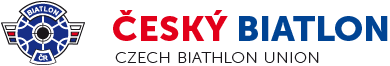 BIATLON
ČR
ČESKÝ BIATLON
CZECH BIATHLON UNION